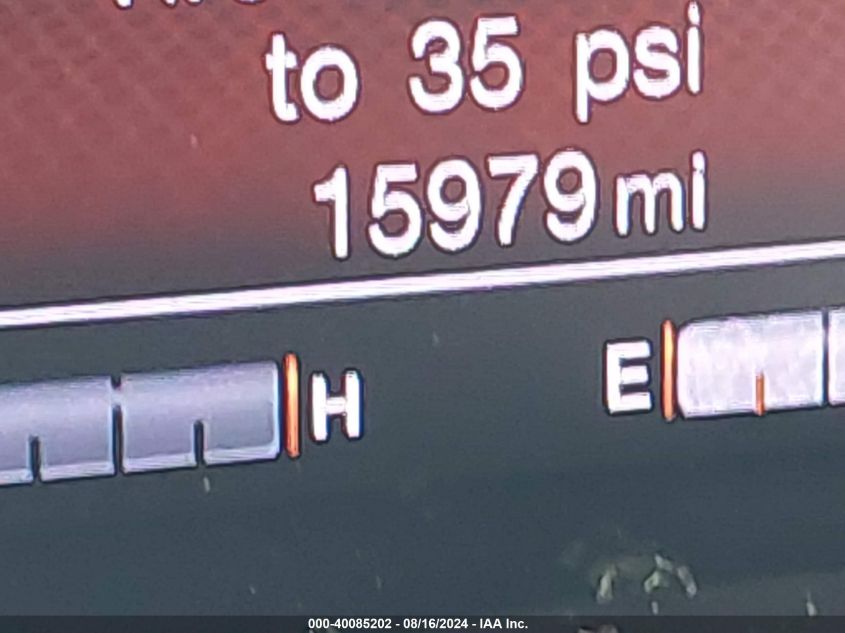 to 35 psi
15979 mi
H
E
000-40085202 - 08/16/2024 - IAA Inc.